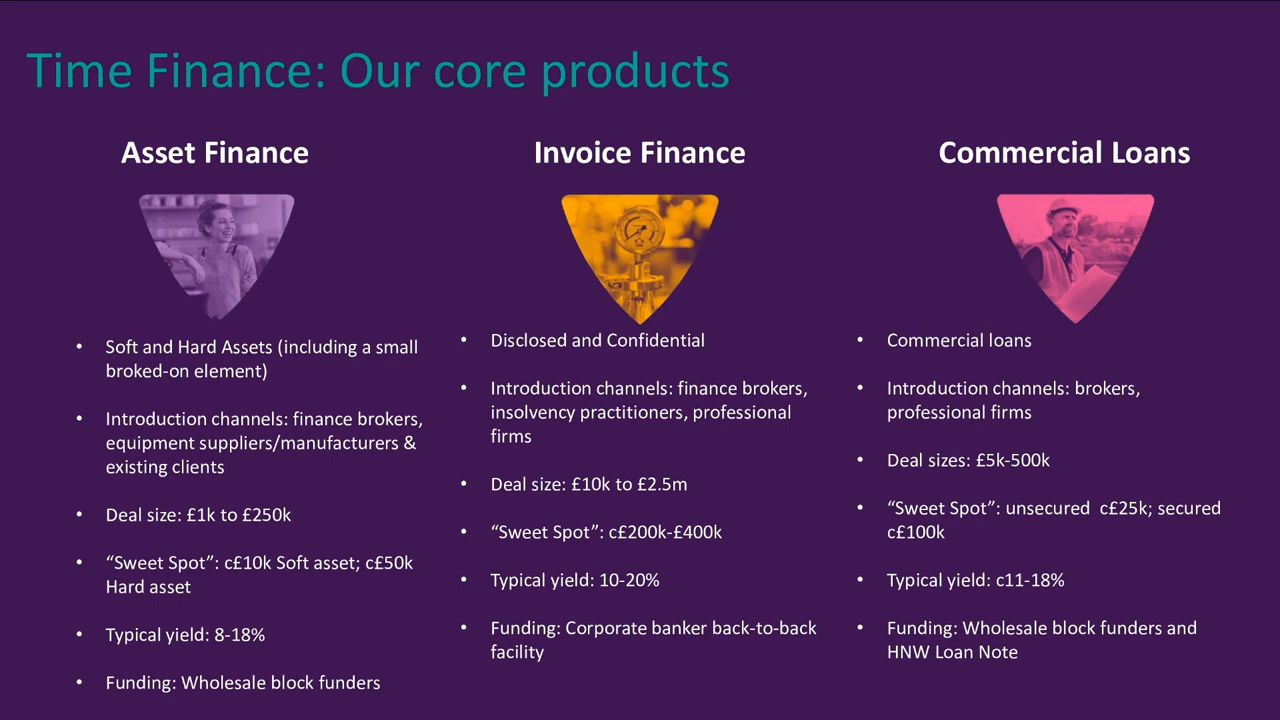 Time Finance: Our core products
Asset Finance
Soft and Hard Assets (including a small
broked-on element)
Introduction channels: finance brokers,
equipment suppliers/manufacturers &
existing clients
Deal size: £1k to £250k
“Sweet Spot”: c£10k Soft asset; c£50k
Hard asset
Typical yield: 8-18%
Funding: Wholesale block funders
Invoice Finance
Disclosed and Confidential
Introduction channels: finance brokers,
insolvency practitioners, professional
firms
Deal size: £10k to £2.5m
“Sweet Spot”: c£200k-£400k
Typical yield: 10-20%
Funding: Corporate banker back-to-back
facility
Commercial Loans
Commercial loans
Introduction channels: brokers,
professional firms
Deal sizes: £5k-500k
“Sweet Spot”: unsecured  c£25k; secured
c£100k
Typical yield: c11-18%
Funding: Wholesale block funders and
HNW Loan Note